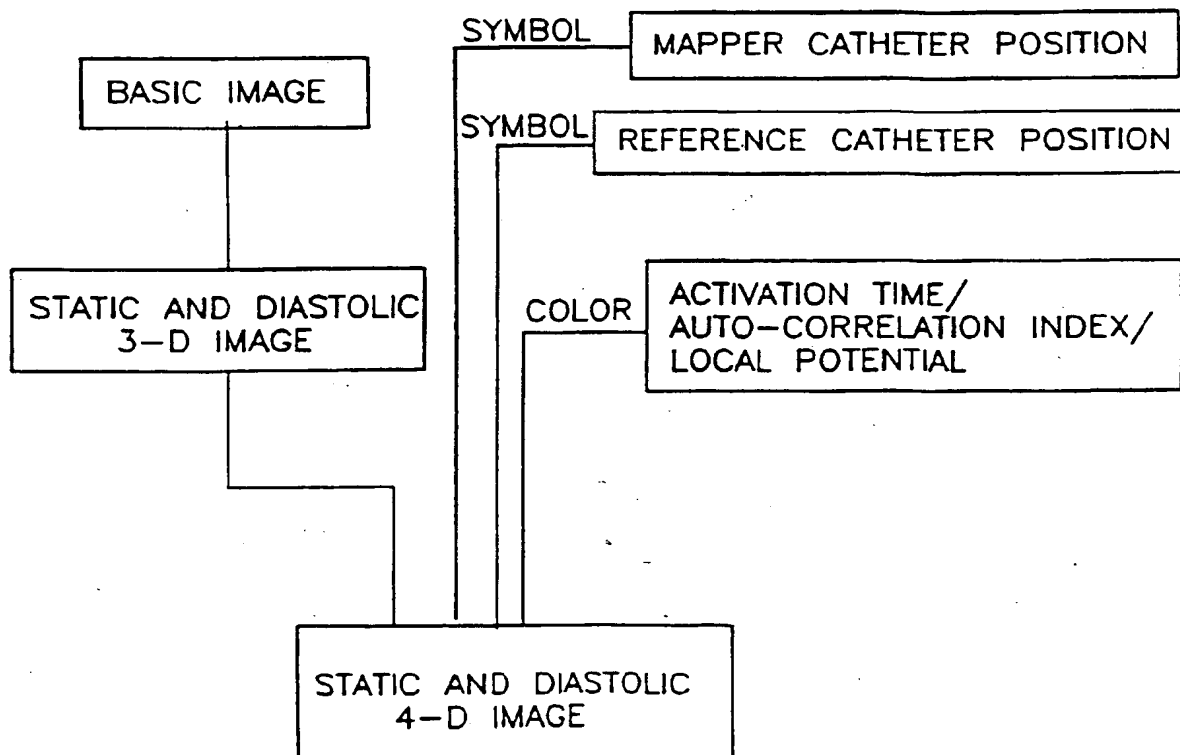 SYMBOL
MAPPER CATHETER POSITION
BASIC IMAGE
SYMBOL
REFERENCE CATHETER POSITION
STATIC AND DIASTOLIC
3-D IMAGE
COLOR
ACTIVATION TIME/
AUTO-CORRELATION INDEX/
LOCAL POTENTIAL
STATIC AND DIASTOLIC
4-D IMAGE